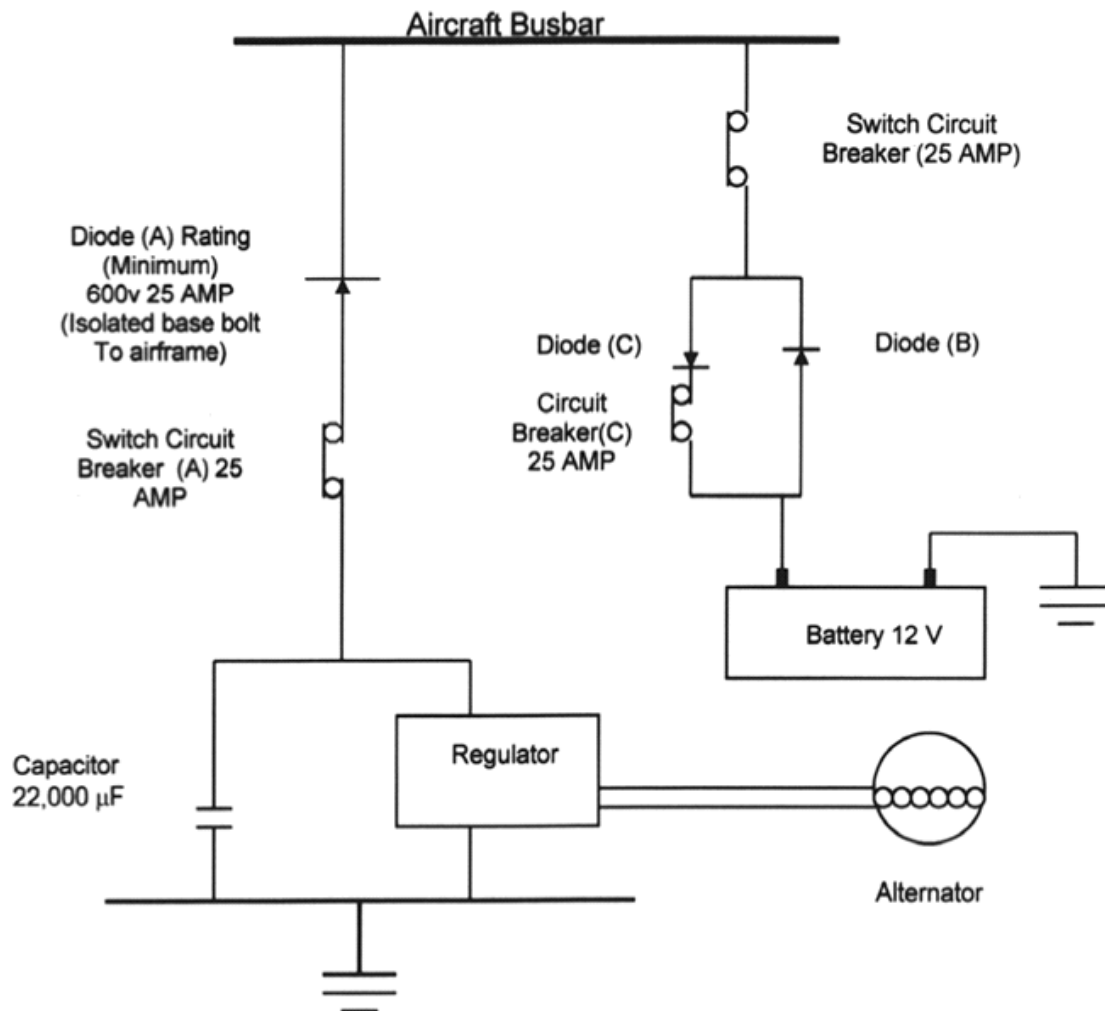 Aircraft Busbar
Switch Circuit
Breaker (25 AMP)
Diode (A) Rating
(Minimum)
600v 25 AMP
(Isolated base bolt
To airframe)
Diode (C)
Diode (B)
Circuit
Breaker(C)
25 AMP
Switch Circuit
Breaker (A) 25
AMP
Battery 12 V
Regulator
Capacitor
22,000 μF
Alternator